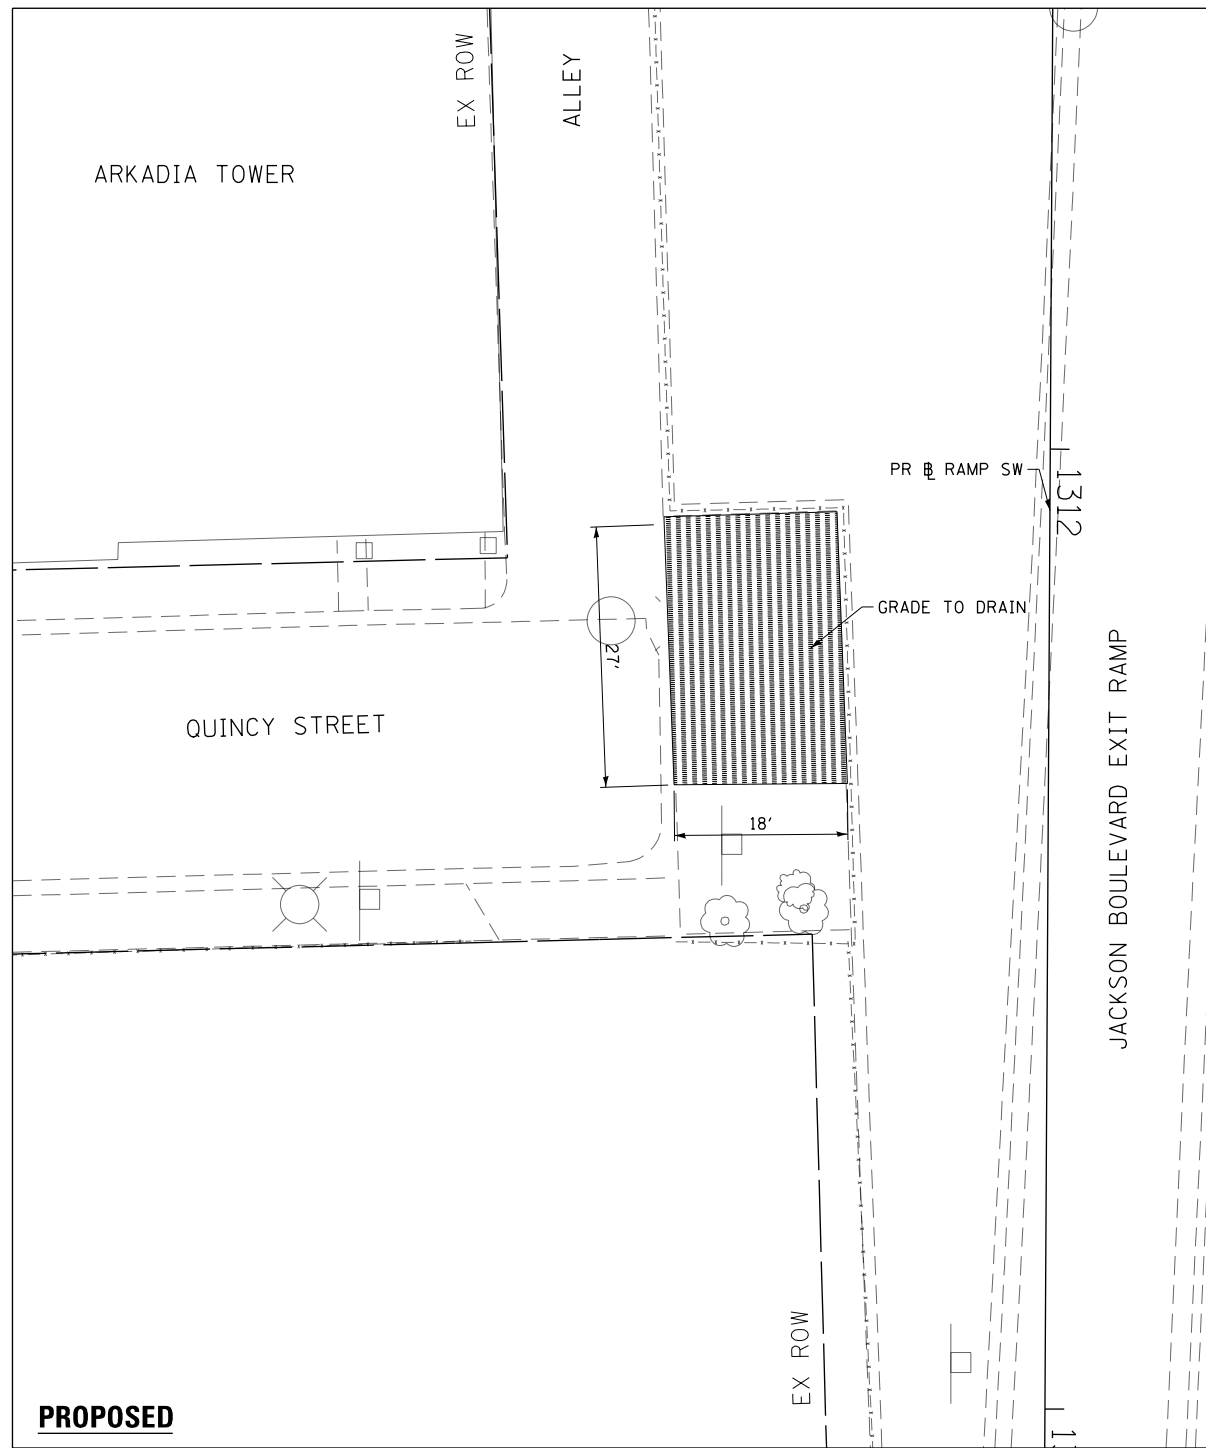 EX ROW
ALLEY
ARKADIA TOWER
PR ⅊ RAMP SW
1312
GRADE TO DRAIN
27'
QUINCY STREET
JACKSON BOULEVARD EXIT RAMP
18'
EX ROW
PROPOSED